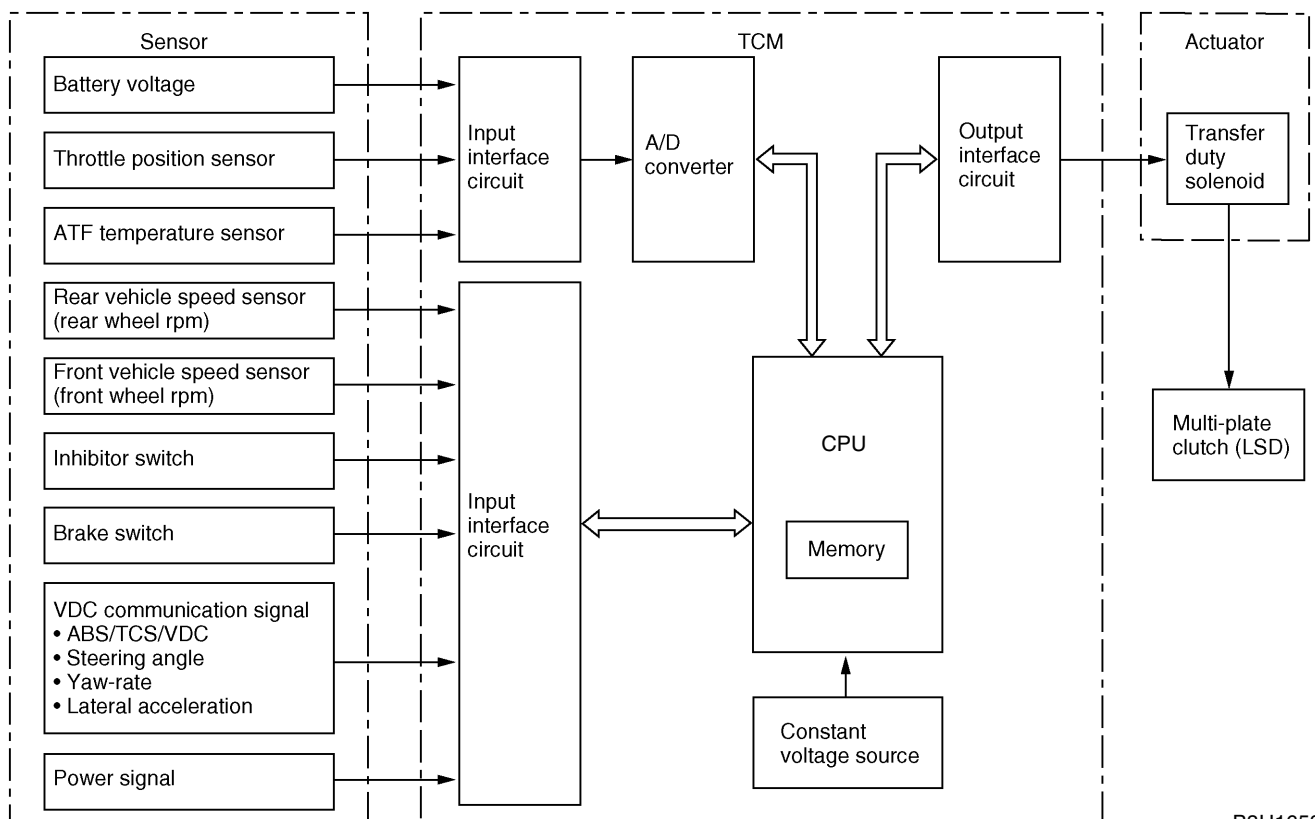 Sensor
Battery voltage
Throttle position sensor
ATF temperature sensor
Rear vehicle speed sensor
(rear wheel rpm)
Front vehicle speed sensor
(front wheel rpm)
Inhibitor switch
Brake switch
VDC communication signal
• ABS/TCS/VDC
• Steering angle
• Yaw-rate
• Lateral acceleration
Power signal
TCM
Input
interface
circuit
A/D
converter
Output
interface
circuit
Input
interface
circuit
CPU
Memory
Constant
voltage source
Actuator
Transfer
duty
solenoid
Multi-plate
clutch (LSD)